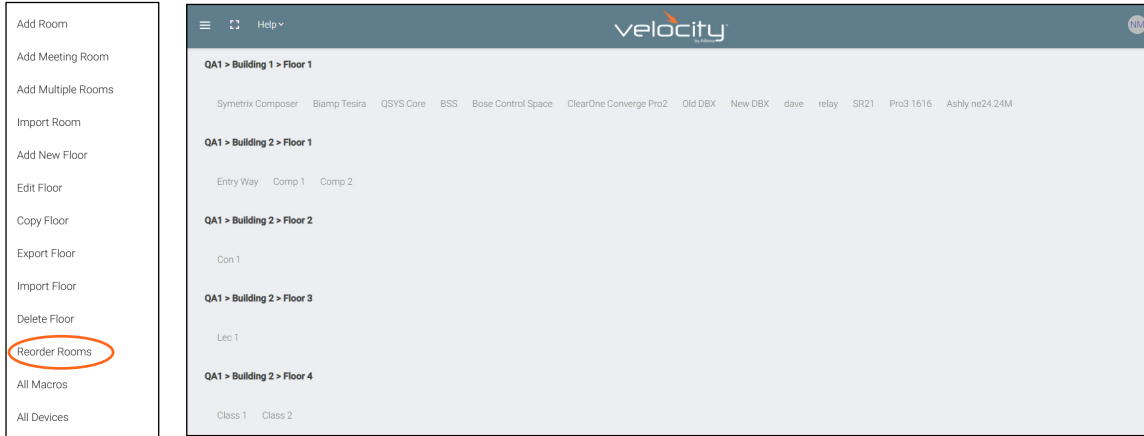 Add Room
Add Meeting Room
Add Multiple Rooms
Import Room
Add New Floor
Edit Floor
Copy Floor
Export Floor
Import Floor
Delete Floor
Reorder Rooms
All Macros
All Devices
Help
velocity
by Atlona
NM
QA1 > Building 1 > Floor 1
Symetrix Composer Biamp Tesira QSYS Core BSS Bose Control Space ClearOne Converge Pro2 Old DBX New DBX dave relay SR21 Pro3 1616 Ashly ne24.24M
QA1 > Building 2 > Floor 1
Entry Way Comp 1 Comp 2
QA1 > Building 2 > Floor 2
Con 1
QA1 > Building 2 > Floor 3
Lec 1
QA1 > Building 2 > Floor 4
Class 1 Class 2